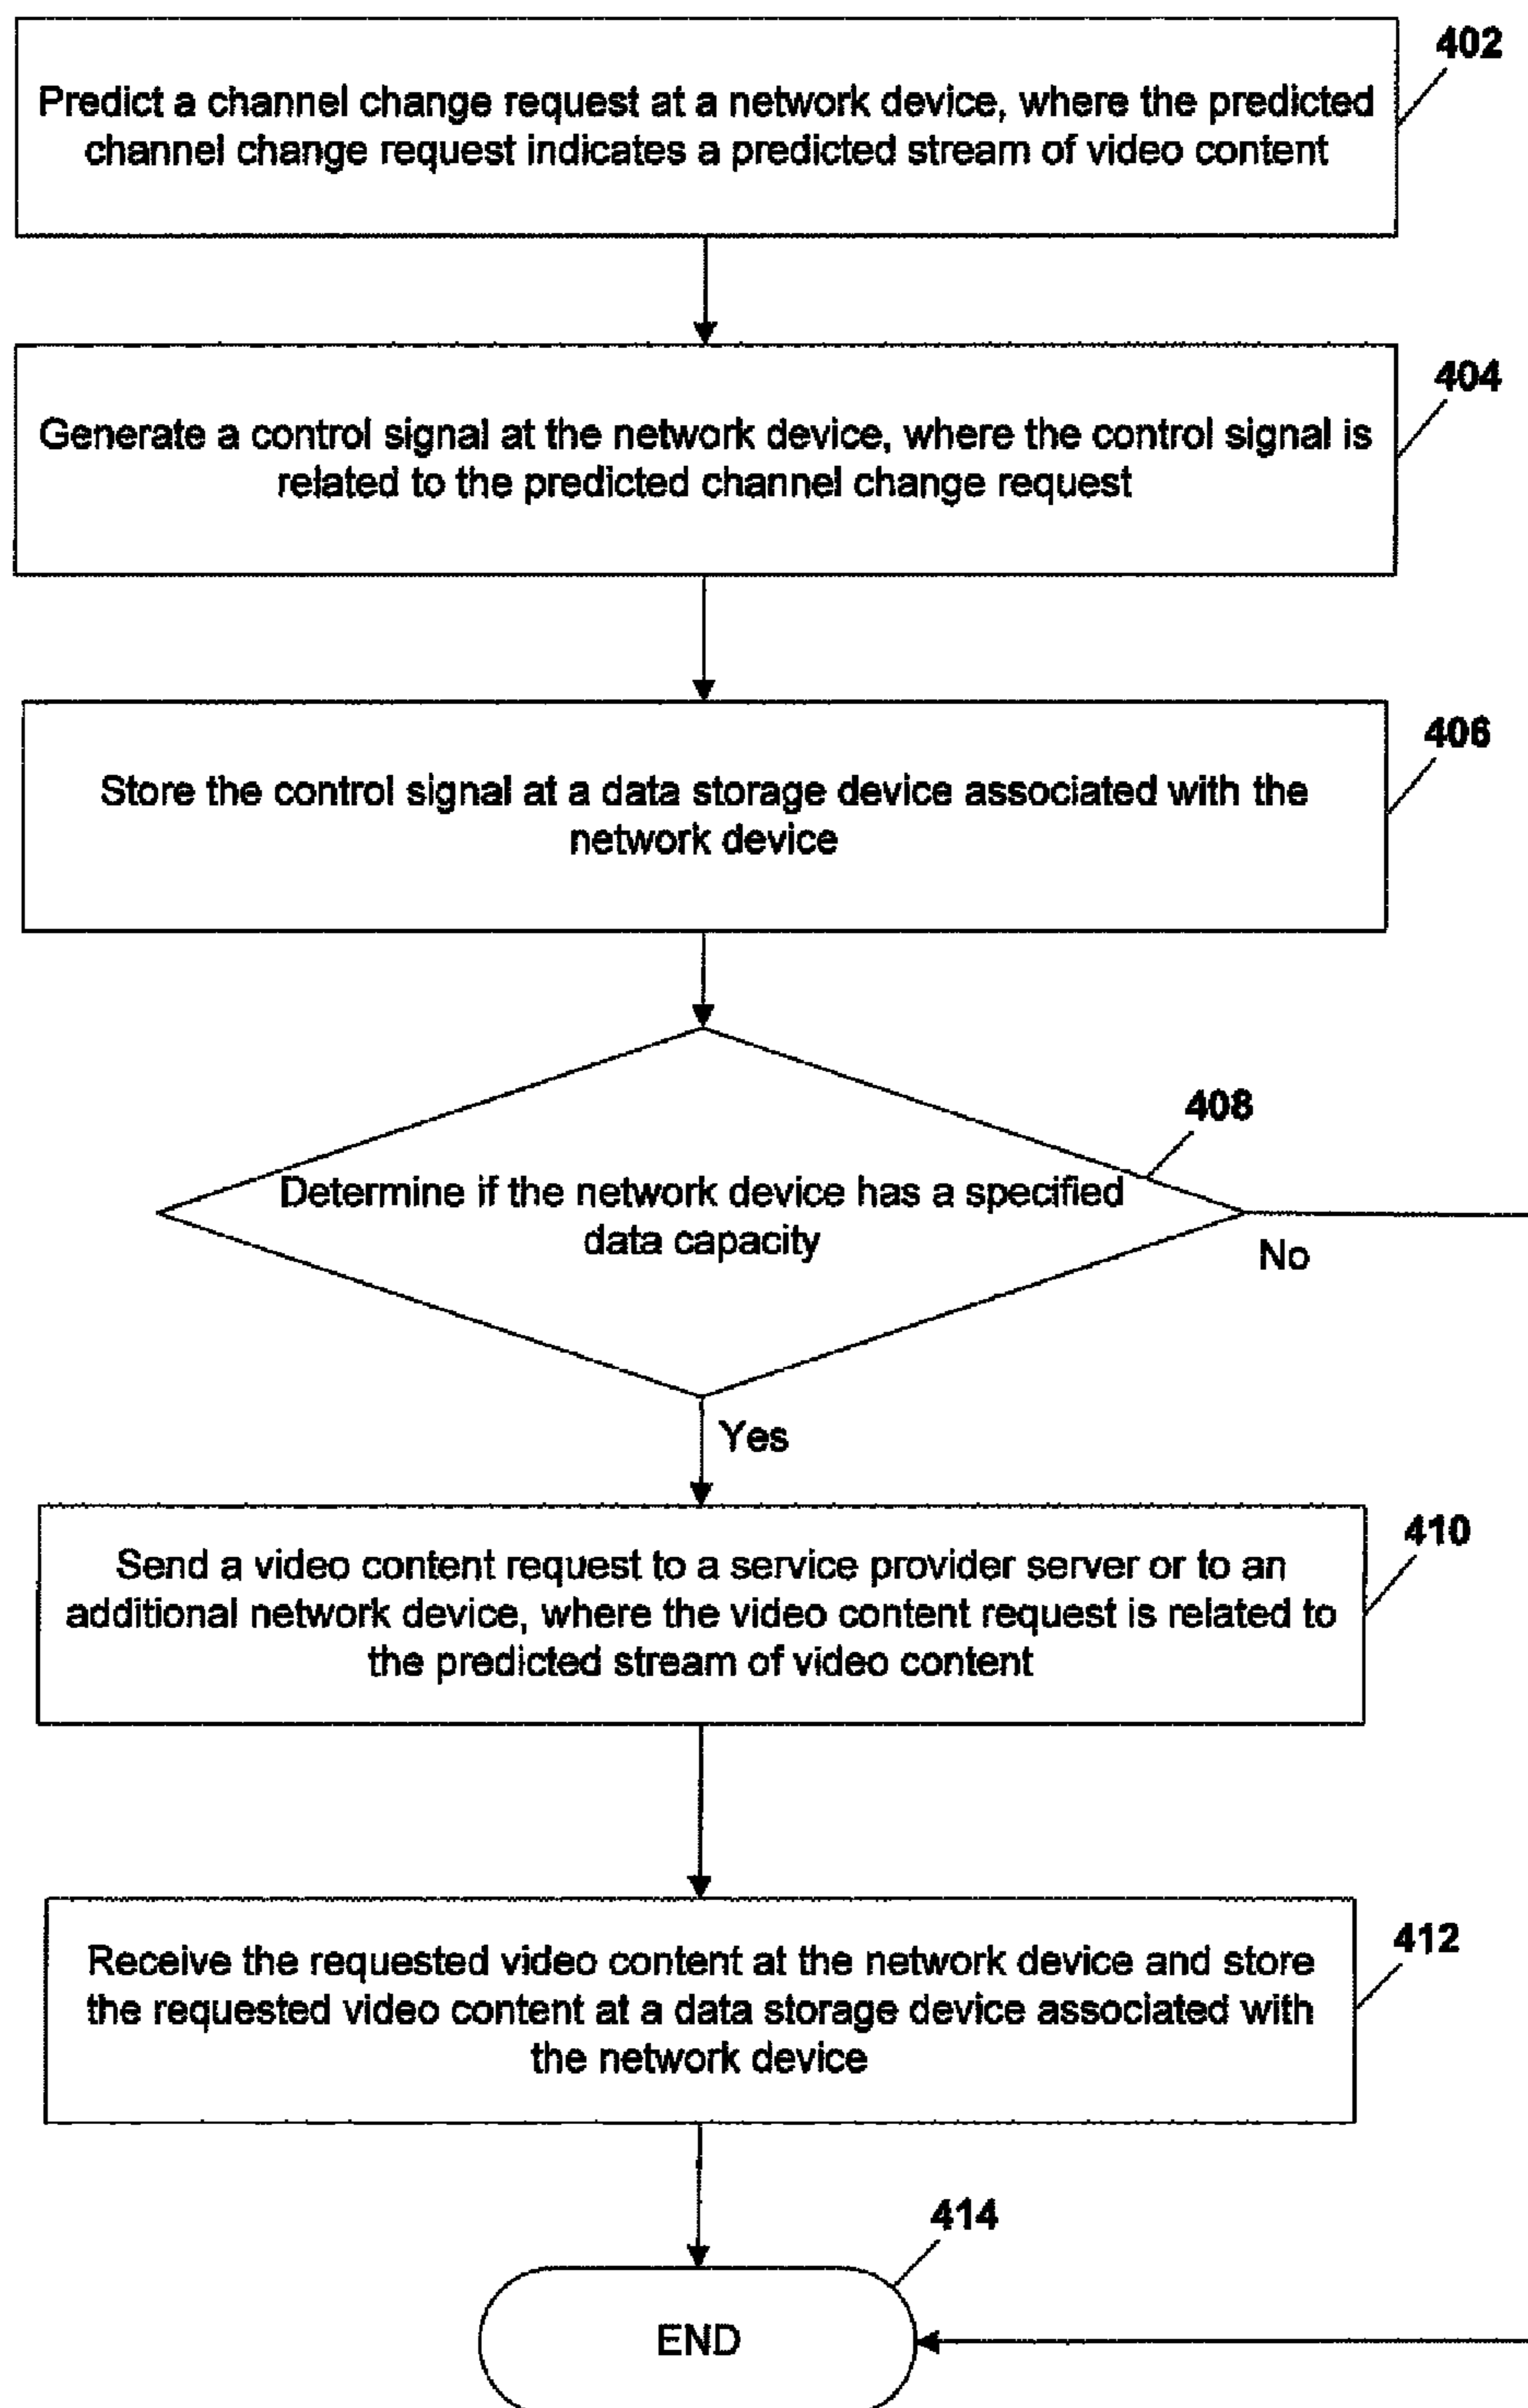 402
Predict a channel change request at a network device, where the predicted
channel change request indicates a predicted stream of video content
404
Generate a control signal at the network device, where the control signal is
related to the predicted channel change request
406
Store the control signal at a data storage device associated with the
network device
408
Determine if the network device has a specified
data capacity
No
Yes
410
Send a video content request to a service provider server or to an
additional network device, where the video content request is related to
the predicted stream of video content
412
Receive the requested video content at the network device and store
the requested video content at a data storage device associated with
the network device
414
END